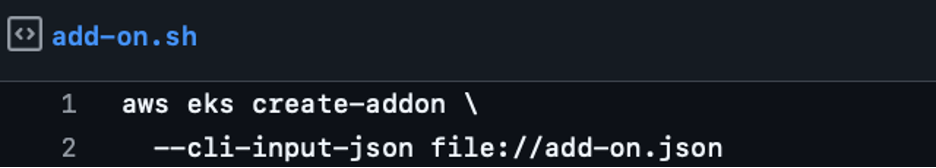 add-on.sh
1 aws eks create-addon \
2 --cli-input-json file://add-on.json